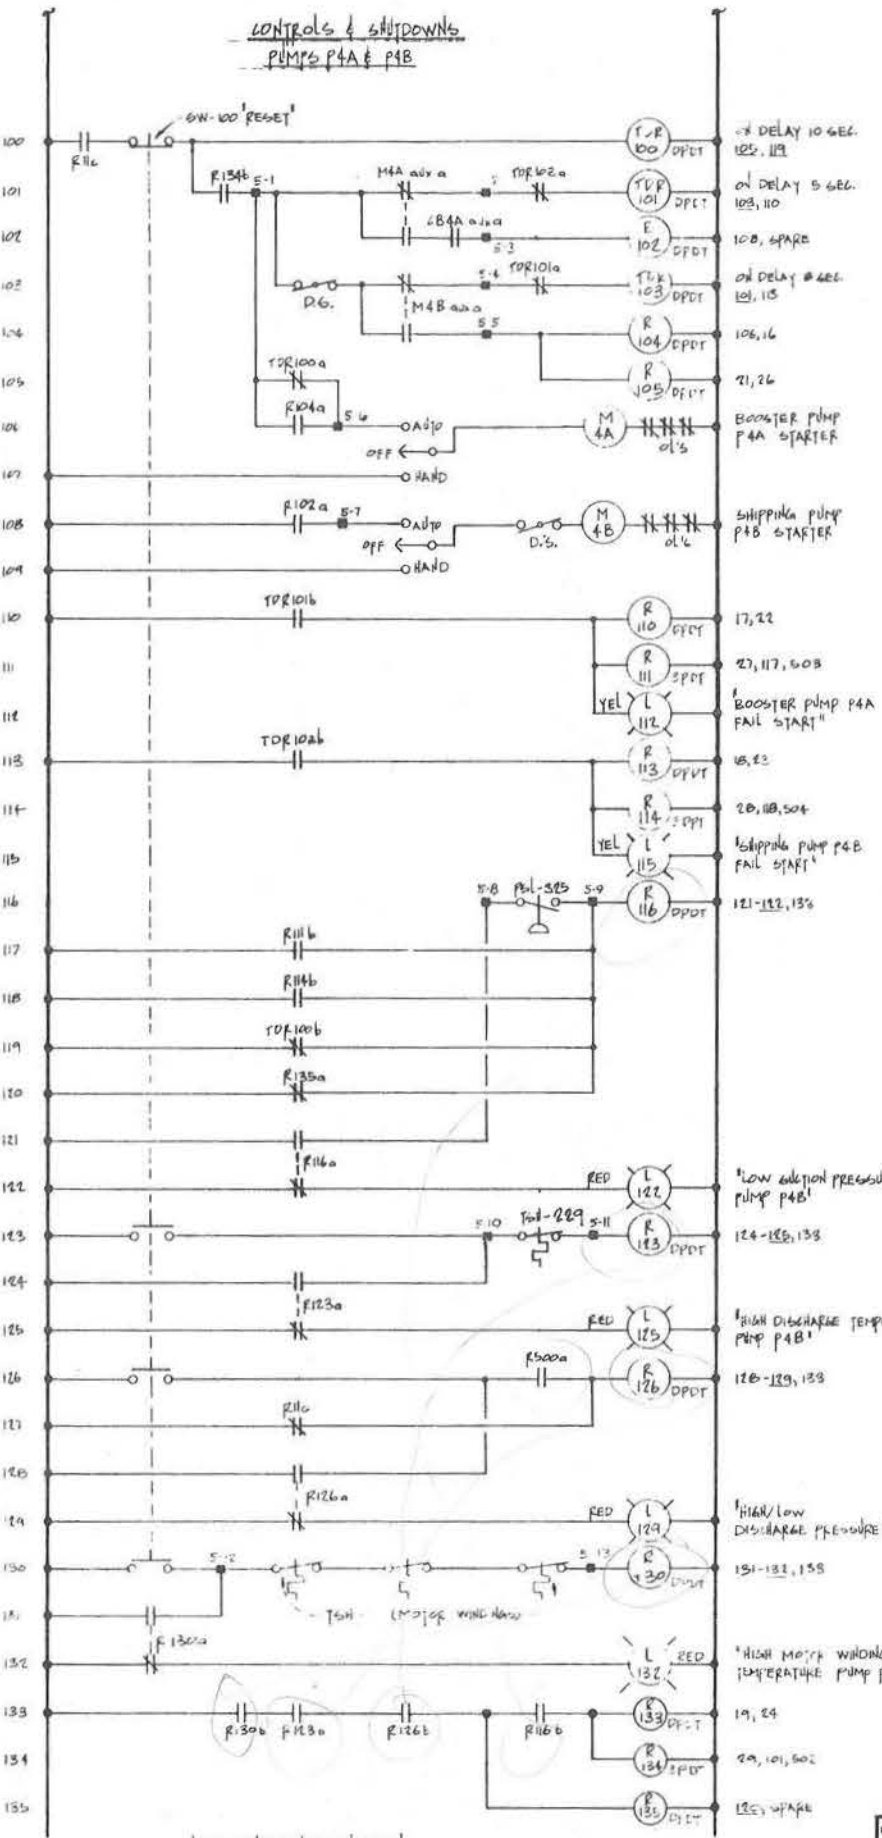 CONTROLS & SHUTDOWNS
PUMPS P4A & P4B
SW-100 "RESET"
100
R11c
100 DPDT
ON DELAY 10 SEC.
105, 119
101
R134b
5-1
M4A aux a
TDR102a
TDR
101
DPDT
ON DELAY 5 SEC.
103, 110
102
5-3
R
102
DPDT
108, SPARE
103
D.S.
M4B aux a
5-4
TDR101a
103
DPDT
ON DELAY SEC.
101, 113
104
5-5
R
104
DPDT
106, 16
105
TDR100a
R
105
DPDT
21, 26
106
R104a
5-6
AUTO
OFF
M
4A
OL'S
BOOSTER PUMP
P4A STARTER
107
HAND
108
R102a
5-7
AUTO
OFF
D.S.
M
4B
OL'S
SHIPPING PUMP
P4B STARTER
109
HAND
110
TDR101b
R
110
DPDT
17, 22
111
R
111
3PDT
27, 117, 503
112
YEL
L
112
"BOOSTER PUMP P4A
FAIL START"
113
R
113
DPDT
18, 23
114
R
114
3PDT
28, 118, 504
115
YEL
L
115
"SHIPPING PUMP P4B
FAIL START"
116
5-8
PSL-325
5-9
R
116
DPDT
121-122, 133
117
R111b
118
R114b
119
TDR100b
120
R135a
121
R116a
122
RED
L
122
"LOW SUCTION PRESSU
PUMP P4B"
123
5-10
TSH-229
5-11
R
123
DPDT
124-125, 133
124
R123a
125
RED
L
125
"HIGH DISCHARGE TEMP
PUMP P4B"
126
R500a
R
126
DPDT
128-129, 133
127
R11c
128
R126a
129
RED
L
129
"HIGH/LOW
DISCHARGE PRESSURE
130
5-12
5-13
R
130
DPDT
131-132, 133
131
TSH (MOTOR WINDINGS)
R130a
132
L
132
RED
"HIGH MOTOR WINDING
TEMPERATURE PUMP P
133
R130b
R123b
R126b
R116b
R
133
DPDT
19, 24
134
R
134
3PDT
29, 101, 502
135
R
135
DPDT
120, SPARE